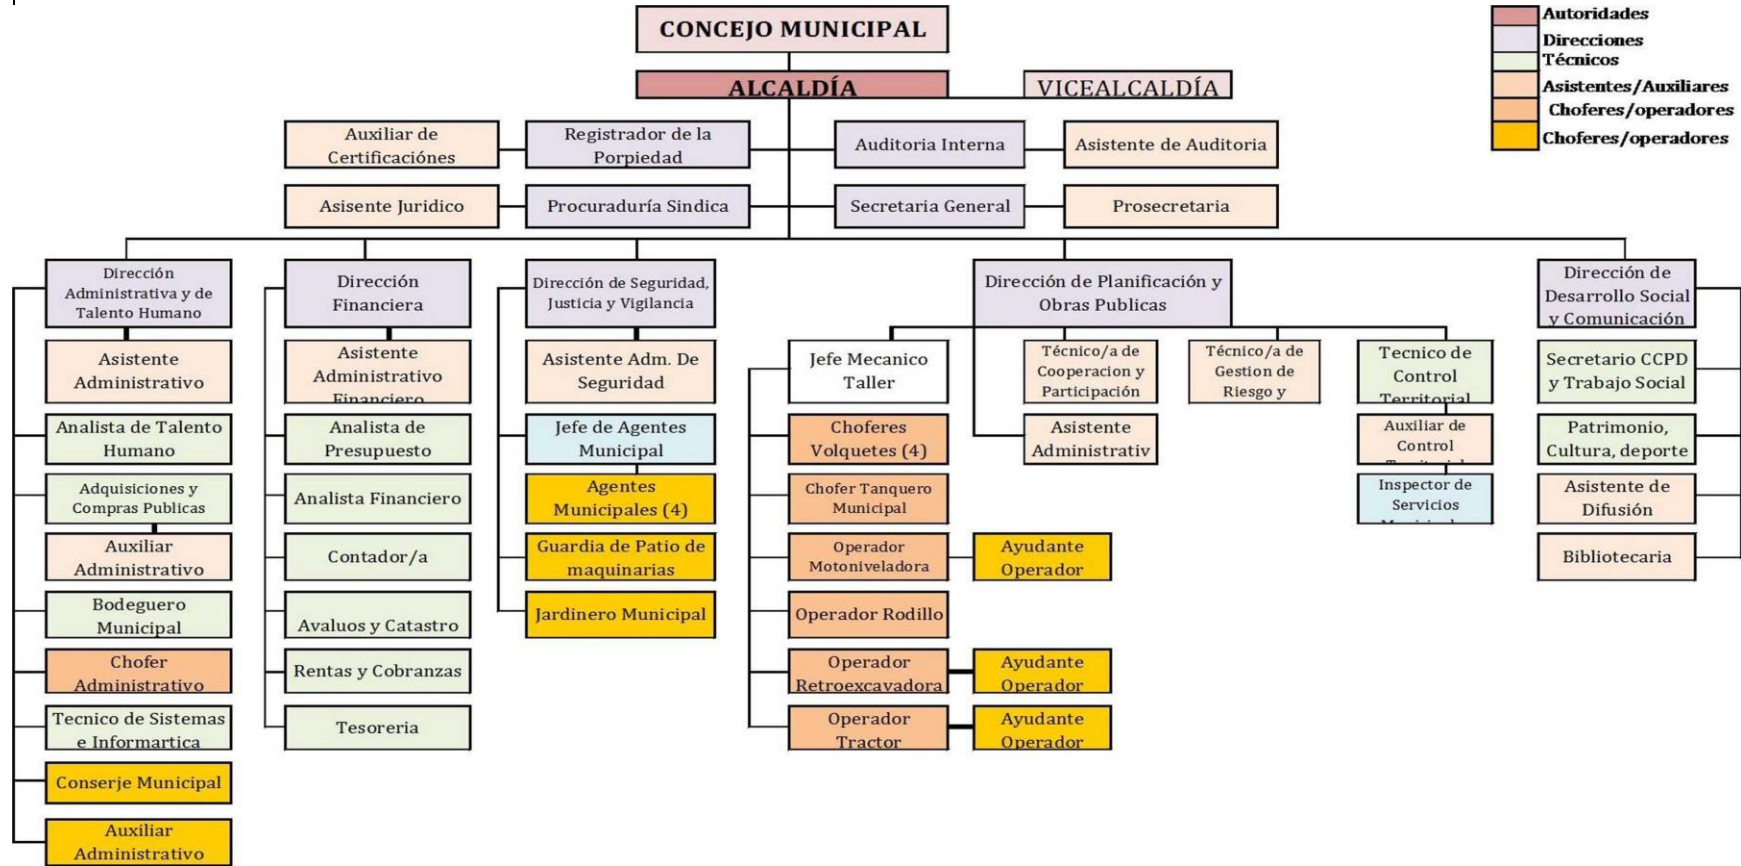 CONCEJO MUNICIPAL
ALCALDÍA
VICEALCALDÍA
Autoridades
Direcciones
Técnicos
Asistentes/Auxiliares
Choferes/operadores
Choferes/operadores
Auxiliar de
Certificaciónes
Registrador de la
Porpiedad
Auditoria Interna
Asistente de Auditoria
Asisente Juridico
Procuraduría Sindica
Secretaria General
Prosecretaria
Dirección
Administrativa y de
Talento Humano
Asistente
Administrativo
Analista de Talento
Humano
Adquisiciones y
Compras Publicas
Auxiliar
Administrativo
Bodeguero
Municipal
Chofer
Administrativo
Tecnico de Sistemas
e Informartica
Conserje Municipal
Auxiliar
Administrativo
Dirección
Financiera
Asistente
Administrativo
Financiero
Analista de
Presupuesto
Analista Financiero
Contador/a
Avaluos y Catastro
Rentas y Cobranzas
Tesoreria
Dirección de Seguridad,
Justicia y Vigilancia
Asistente Adm. De
Seguridad
Jefe de Agentes
Municipal
Agentes
Municipales (4)
Guardia de Patio de
maquinarias
Jardinero Municipal
Dirección de Planificación y
Obras Publicas
Jefe Mecanico
Taller
Choferes
Volquetes (4)
Chofer Tanquero
Municipal
Operador
Motoniveladora
Ayudante
Operador
Operador Rodillo
Operador
Retroexcavadora
Ayudante
Operador
Operador
Tractor
Ayudante
Operador
Técnico/a de
Cooperacion y
Participación
Asistente
Administrativ
Técnico/a de
Gestion de
Riesgo y
Tecnico de
Control
Territorial
Auxiliar de
Control
Inspector de
Servicios
Dirección de
Desarrollo Social
y Comunicación
Secretario CCPD
y Trabajo Social
Patrimonio,
Cultura, deporte
Asistente de
Difusión
Bibliotecaria